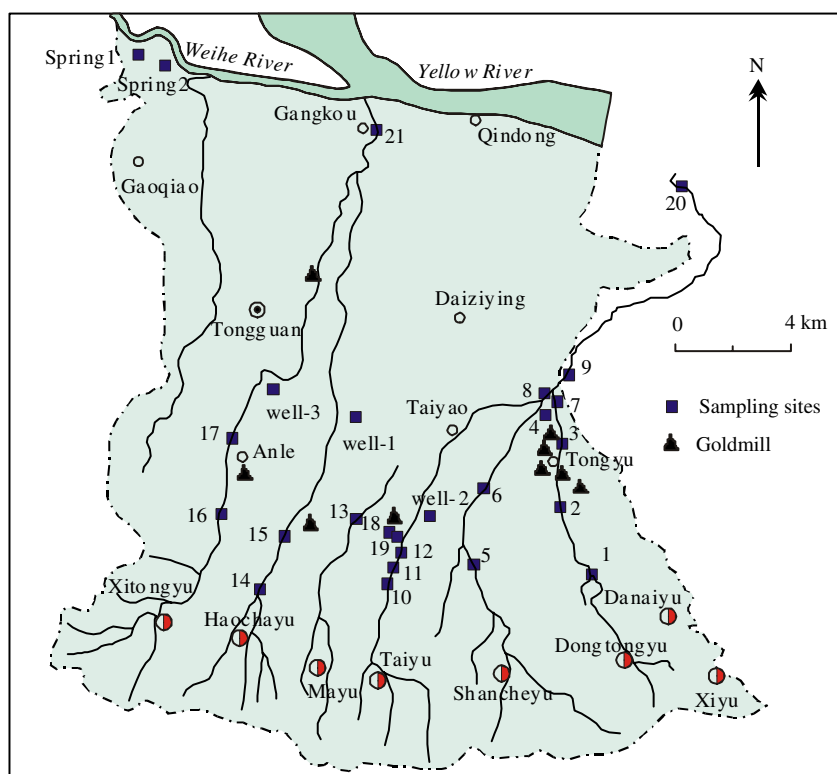 Weihe River
Spring1
Spring2
Yellow River
N
Gangkou
21
Qindong
Gaoqiao
20
Daiziying
Tongguan
0 4 km
9
8
7
Sampling sites
well-3
Taiyao
4
well-1
3
Goldmill
17
Anle
Tongyu
6
well-2
2
16
13
18
15
19
12
5
11
1
10
14
Xitongyu
Haochayu
Danaiyu
Dongtongyu
Mayu
Taiyu
Shancheyu
Xiyu